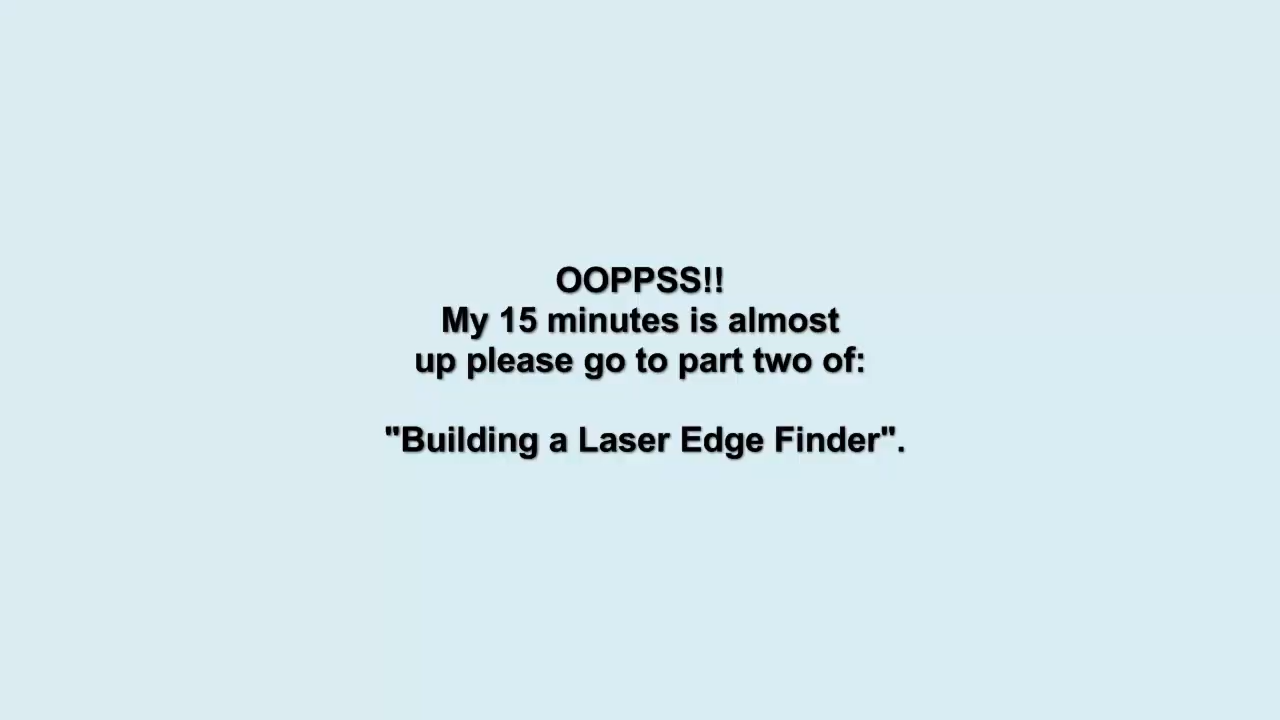 OOPPSS!!
My 15 minutes is almost
up please go to part two of:
"Building a Laser Edge Finder".